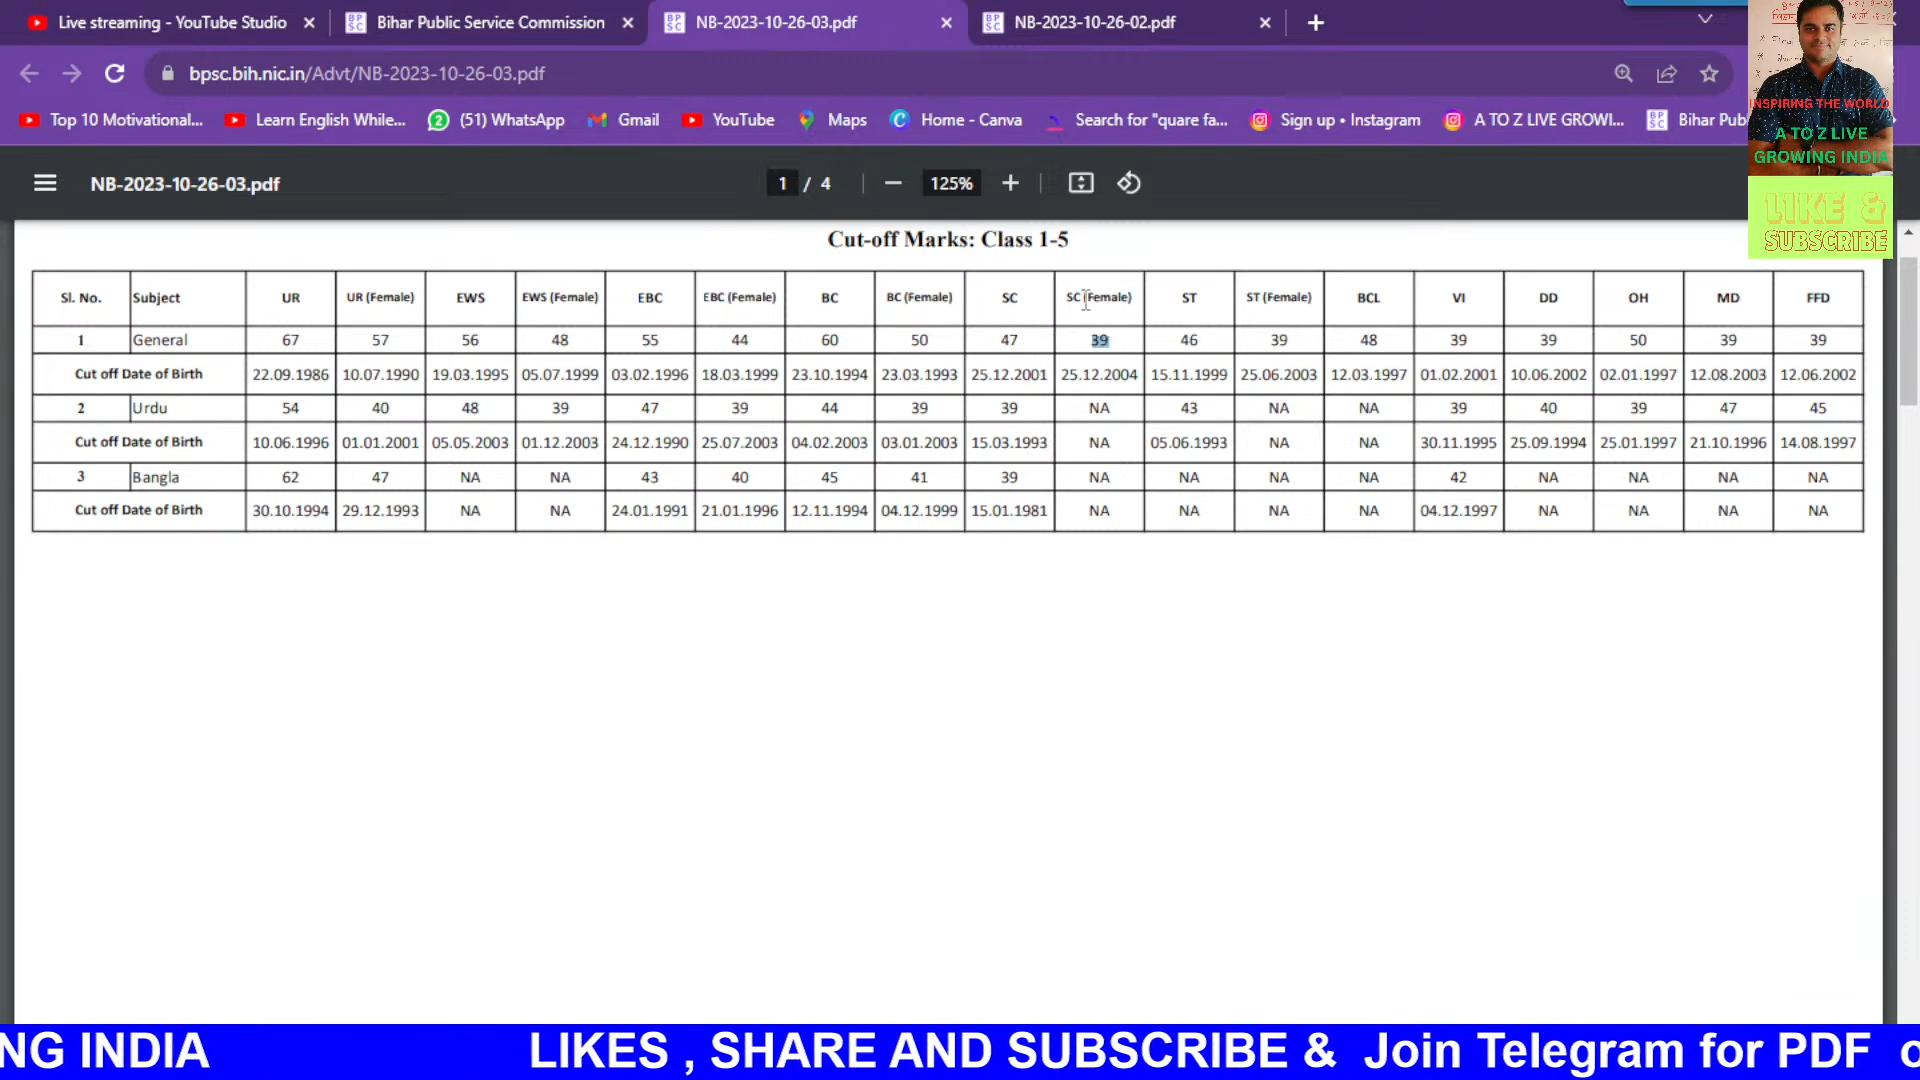 Live streaming - YouTube Studio
Bihar Public Service Commission
NB-2023-10-26-03.pdf
NB-2023-10-26-02.pdf
bpsc.bih.nic.in/Advt/NB-2023-10-26-03.pdf
Top 10 Motivational...
Learn English While...
(51) WhatsApp
Gmail
YouTube
Maps
Home - Canva
Search for "quare fa...
Sign up • Instagram
A TO Z LIVE GROWI...
Bihar Pub
INSPIRING THE WORLD
A TO Z LIVE
GROWING INDIA
LIKE &
SUBSCRIBE
NB-2023-10-26-03.pdf
1 / 4
125%
Cut-off Marks: Class 1-5
Sl. No. Subject UR UR (Female) EWS EWS (Female) EBC EBC (Female) BC BC (Female) SC SC (Female) ST ST (Female) BCL VI DD OH MD FFD
1 General 67 57 56 48 55 44 60 50 47 39 46 39 48 39 39 50 39 39
Cut off Date of Birth 22.09.1986 10.07.1990 19.03.1995 05.07.1999 03.02.1996 18.03.1999 23.10.1994 23.03.1993 25.12.2001 25.12.2004 15.11.1999 25.06.2003 12.03.1997 01.02.2001 10.06.2002 02.01.1997 12.08.2003 12.06.2002
2 Urdu 54 40 48 39 47 39 44 39 39 NA 43 NA NA 39 40 39 47 45
Cut off Date of Birth 10.06.1996 01.01.2001 05.05.2003 01.12.2003 24.12.1990 25.07.2003 04.02.2003 03.01.2003 15.03.1993 NA 05.06.1993 NA NA 30.11.1995 25.09.1994 25.01.1997 21.10.1996 14.08.1997
3 Bangla 62 47 NA NA 43 40 45 41 39 NA NA NA NA 42 NA NA NA NA
Cut off Date of Birth 30.10.1994 29.12.1993 NA NA 24.01.1991 21.01.1996 12.11.1994 04.12.1999 15.01.1981 NA NA NA NA 04.12.1997 NA NA NA NA
NG INDIA LIKES , SHARE AND SUBSCRIBE & Join Telegram for PDF